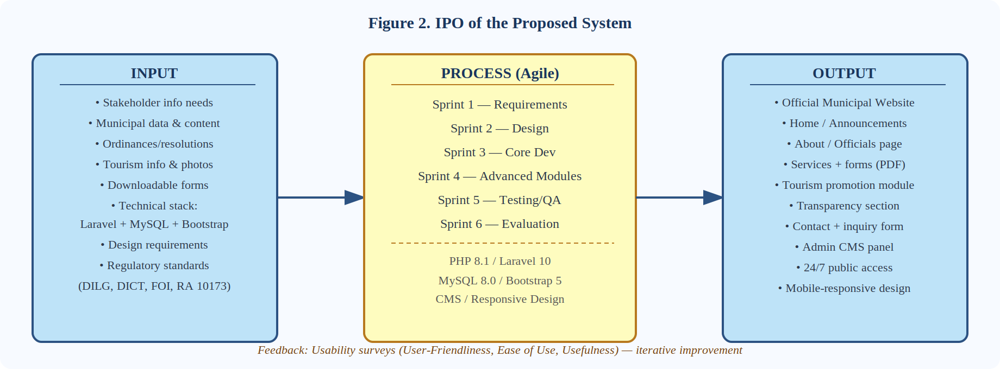 Figure 2. IPO of the Proposed System
INPUT
• Stakeholder info needs
• Municipal data & content
• Ordinances/resolutions
• Tourism info & photos
• Downloadable forms
• Technical stack:
Laravel + MySQL + Bootstrap
• Design requirements
• Regulatory standards
(DILG, DICT, FOI, RA 10173)
PROCESS (Agile)
Sprint 1 — Requirements
Sprint 2 — Design
Sprint 3 — Core Dev
Sprint 4 — Advanced Modules
Sprint 5 — Testing/QA
Sprint 6 — Evaluation
PHP 8.1 / Laravel 10
MySQL 8.0 / Bootstrap 5
CMS / Responsive Design
OUTPUT
• Official Municipal Website
• Home / Announcements
• About / Officials page
• Services + forms (PDF)
• Tourism promotion module
• Transparency section
• Contact + inquiry form
• Admin CMS panel
• 24/7 public access
• Mobile-responsive design
Feedback: Usability surveys (User-Friendliness, Ease of Use, Usefulness) — iterative improvement